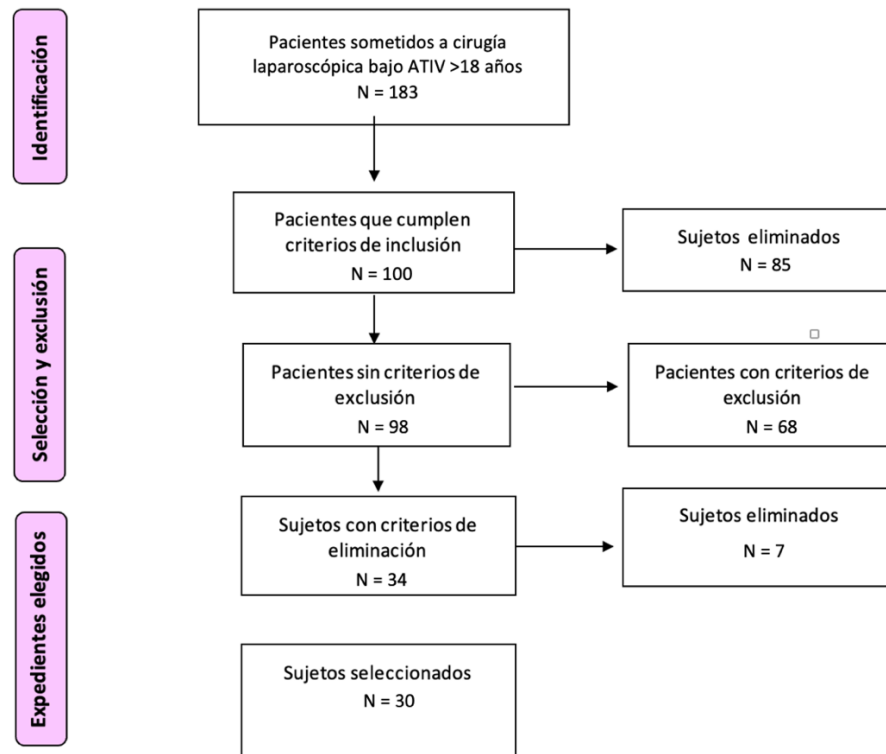 Identificación
Pacientes sometidos a cirugía
laparoscópica bajo ATIV >18 años
N = 183
Selección y exclusión
Pacientes que cumplen
criterios de inclusión
N = 100
Sujetos eliminados
N = 85
Pacientes sin criterios de
exclusión
N = 98
Pacientes con criterios de
exclusión
N = 68
Expedientes elegidos
Sujetos con criterios de
eliminación
N = 34
Sujetos eliminados
N = 7
Sujetos seleccionados
N = 30